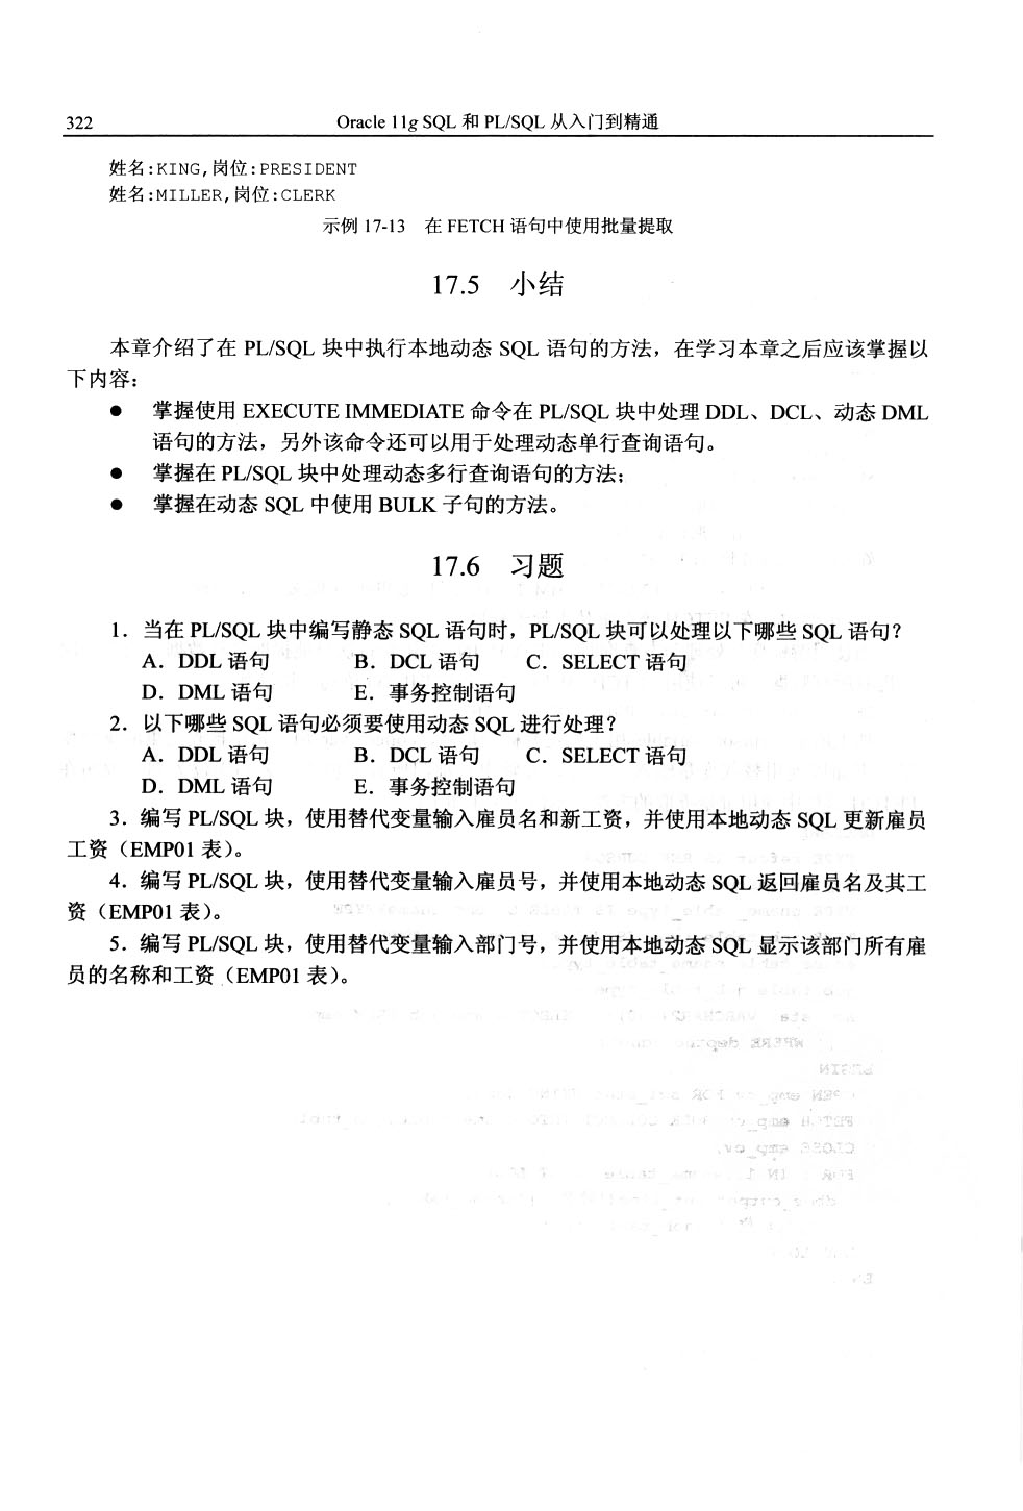 322
Oracle 11g SQL 和 PL/SQL 从入门到精通
姓名:KING,岗位:PRESIDENT
姓名:MILLER,岗位:CLERK
示例 17-13 在 FETCH 语句中使用批量提取
17.5 小结
本章介绍了在 PL/SQL 块中执行本地动态 SQL 语句的方法，在学习本章之后应该掌握以
下内容：
● 掌握使用 EXECUTE IMMEDIATE 命令在 PL/SQL 块中处理 DDL、DCL、动态 DML
语句的方法，另外该命令还可以用于处理动态单行查询语句。
● 掌握在 PL/SQL 块中处理动态多行查询语句的方法；
● 掌握在动态 SQL 中使用 BULK 子句的方法。
17.6 习题
1．当在 PL/SQL 块中编写静态 SQL 语句时，PL/SQL 块可以处理以下哪些 SQL 语句？
A．DDL 语句 B．DCL 语句 C．SELECT 语句
D．DML 语句 E．事务控制语句
2．以下哪些 SQL 语句必须要使用动态 SQL 进行处理？
A．DDL 语句 B．DCL 语句 C．SELECT 语句
D．DML 语句 E．事务控制语句
3．编写 PL/SQL 块，使用替代变量输入雇员名和新工资，并使用本地动态 SQL 更新雇员
工资（EMP01 表）。
4．编写 PL/SQL 块，使用替代变量输入雇员号，并使用本地动态 SQL 返回雇员名及其工
资（EMP01 表）。
5．编写 PL/SQL 块，使用替代变量输入部门号，并使用本地动态 SQL 显示该部门所有雇
员的名称和工资（EMP01 表）。